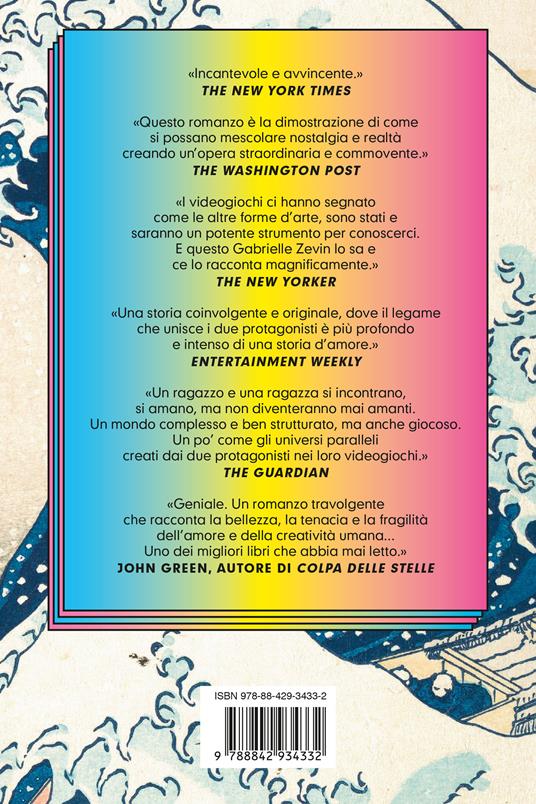 «Incantevole e avvincente.»
THE NEW YORK TIMES
«Questo romanzo è la dimostrazione di come
si possano mescolare nostalgia e realtà
creando un’opera straordinaria e commovente.»
THE WASHINGTON POST
«I videogiochi ci hanno segnato
come le altre forme d’arte, sono stati e
saranno un potente strumento per conoscerci.
E questo Gabrielle Zevin lo sa e
ce lo racconta magnificamente.»
THE NEW YORKER
«Una storia coinvolgente e originale, dove il legame
che unisce i due protagonisti è più profondo
e intenso di una storia d’amore.»
ENTERTAINMENT WEEKLY
«Un ragazzo e una ragazza si incontrano,
si amano, ma non diventeranno mai amanti.
Un mondo complesso e ben strutturato, ma anche giocoso.
Un po’ come gli universi paralleli
creati dai due protagonisti nei loro videogiochi.»
THE GUARDIAN
«Geniale. Un romanzo travolgente
che racconta la bellezza, la tenacia e la fragilità
dell’amore e della creatività umana...
Uno dei migliori libri che abbia mai letto.»
JOHN GREEN, AUTORE DI COLPA DELLE STELLE
ISBN 978-88-429-3433-2
9 788842 934332